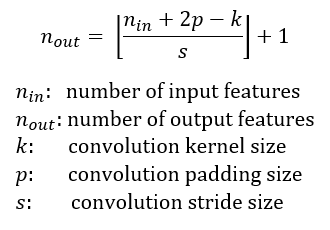 n_out = ⌊(n_in + 2p − k) / s⌋ + 1
n_in: number of input features
n_out: number of output features
k: convolution kernel size
p: convolution padding size
s: convolution stride size